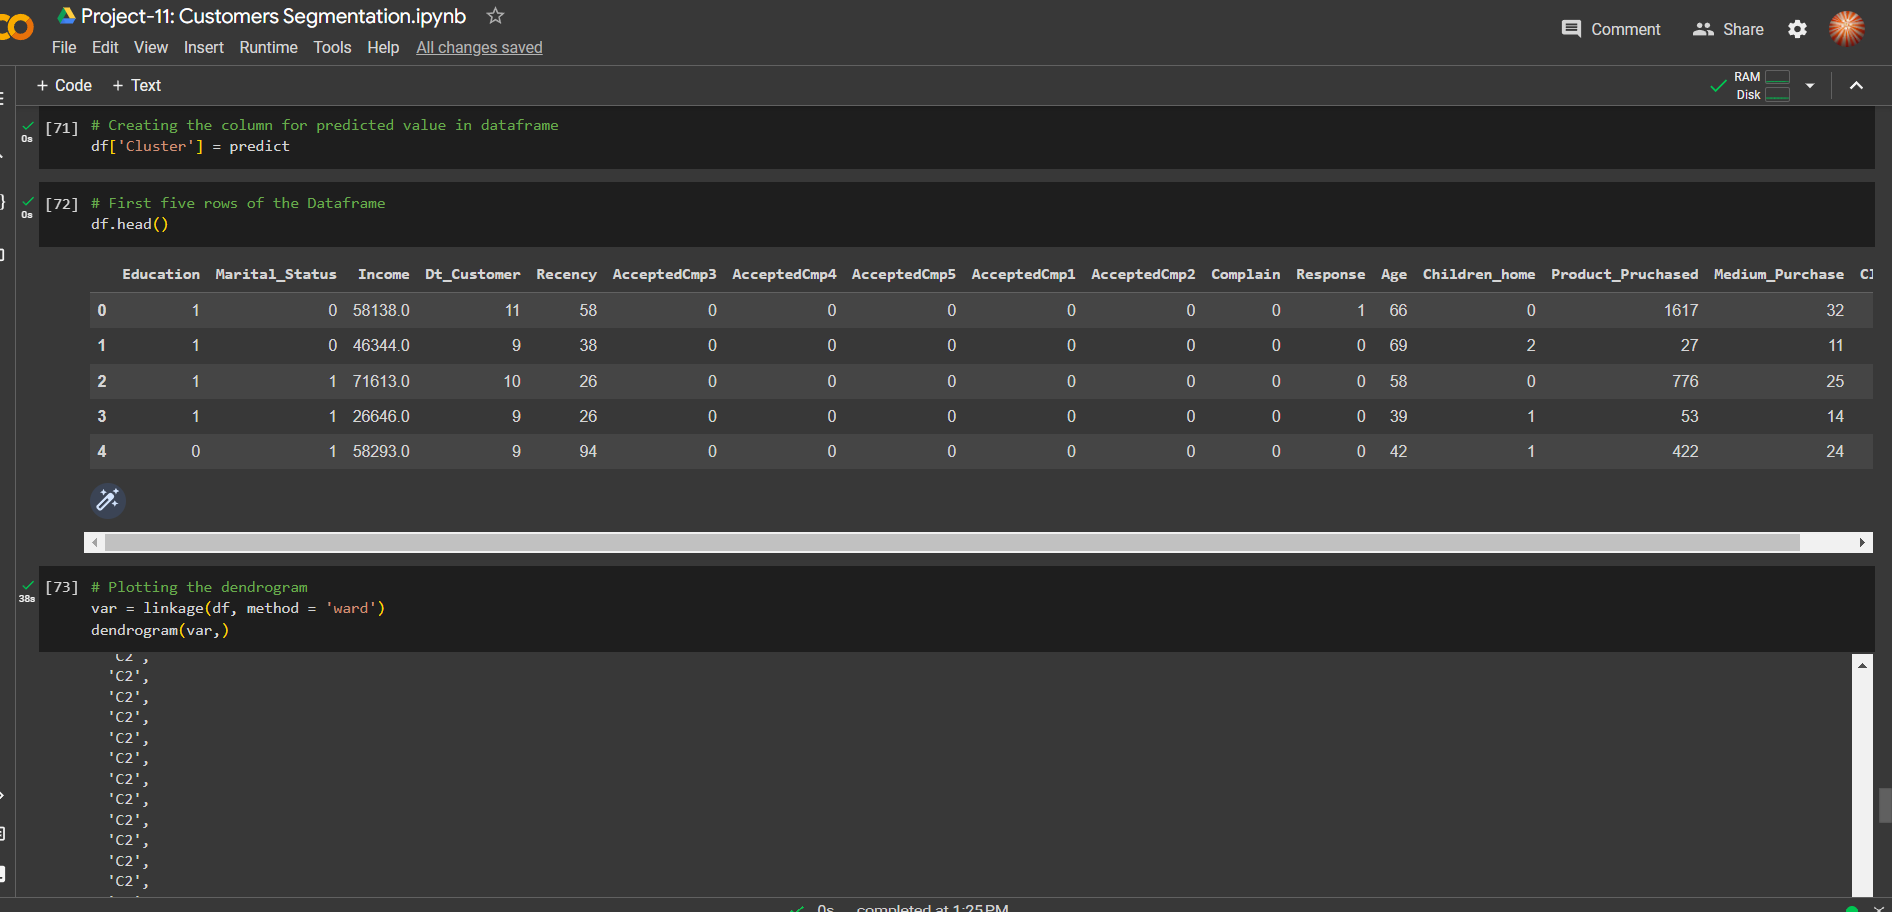 Project-11: Customers Segmentation.ipynb
Comment
Share
File Edit View Insert Runtime Tools Help All changes saved
+ Code + Text
RAM
Disk
[71] # Creating the column for predicted value in dataframe
0s
df['Cluster'] = predict
[72] # First five rows of the Dataframe
0s
df.head()
Education Marital_Status Income Dt_Customer Recency AcceptedCmp3 AcceptedCmp4 AcceptedCmp5 AcceptedCmp1 AcceptedCmp2 Complain Response Age Children_home Product_Pruchased Medium_Purchase Cl
0 1 0 58138.0 11 58 0 0 0 0 0 0 1 66 0 1617 32
1 1 0 46344.0 9 38 0 0 0 0 0 0 0 69 2 27 11
2 1 1 71613.0 10 26 0 0 0 0 0 0 0 58 0 776 25
3 1 1 26646.0 9 26 0 0 0 0 0 0 0 39 1 53 14
4 0 1 58293.0 9 94 0 0 0 0 0 0 0 42 1 422 24
[73] # Plotting the dendrogram
38s
var = linkage(df, method = 'ward')
dendrogram(var,)
'C2',
'C2',
'C2',
'C2',
'C2',
'C2',
'C2',
'C2',
'C2',
'C2',
'C2',
'C2',
0s completed at 1:25 PM